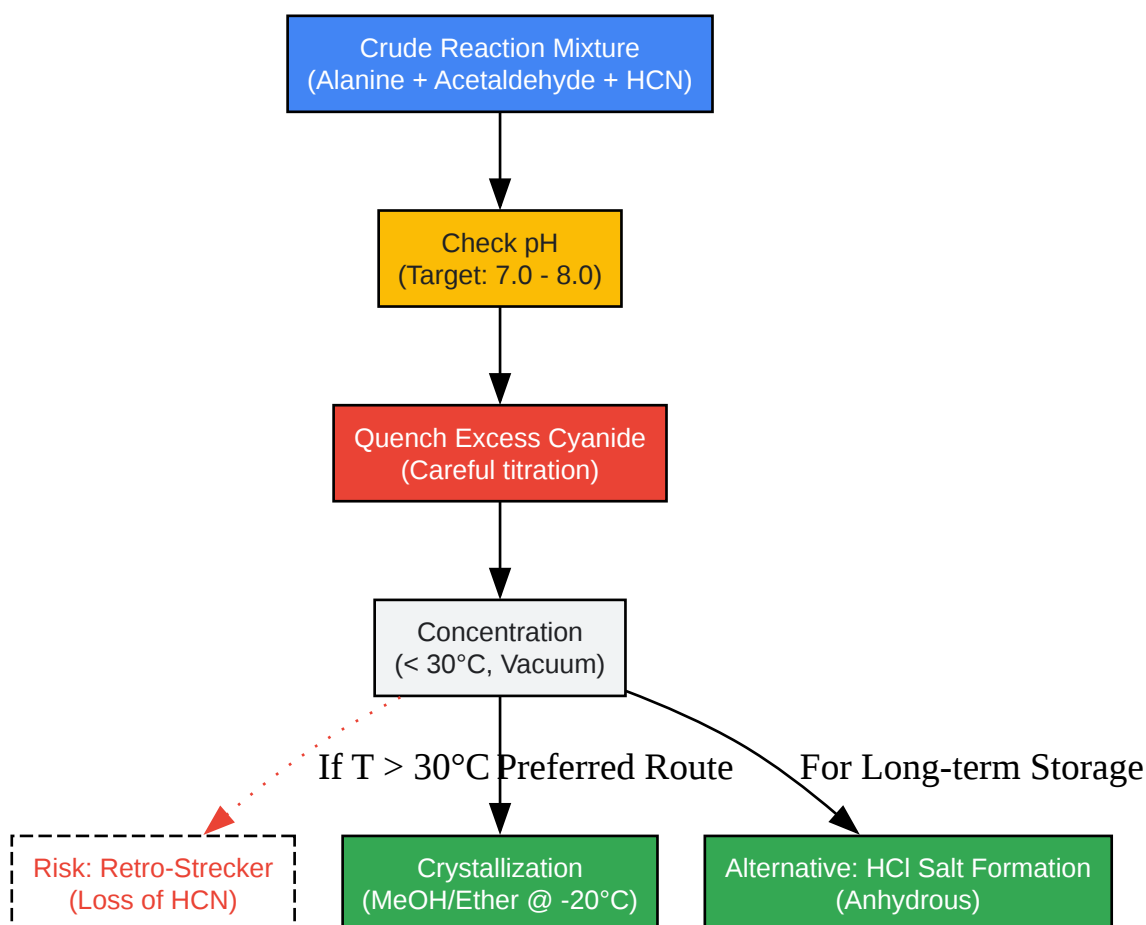 Crude Reaction Mixture
(Alanine + Acetaldehyde + HCN)
Check pH
(Target: 7.0 - 8.0)
Quench Excess Cyanide
(Careful titration)
Concentration
(< 30°C, Vacuum)
If T > 30°C
Preferred Route
For Long-term Storage
Risk: Retro-Strecker
(Loss of HCN)
Crystallization
(MeOH/Ether @ -20°C)
Alternative: HCl Salt Formation
(Anhydrous)